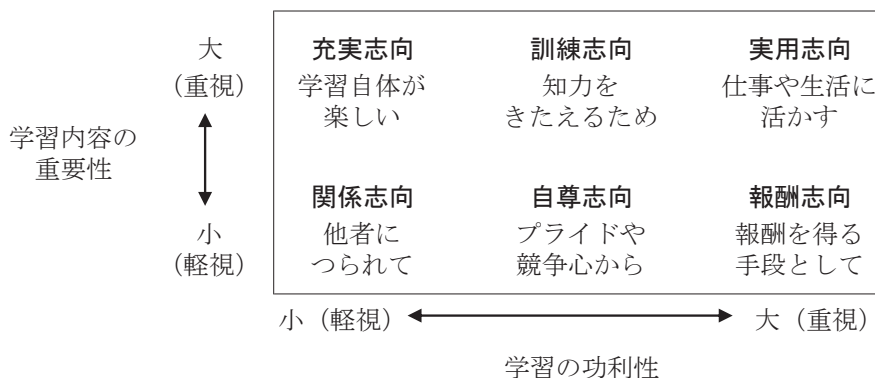 大
(重視)
学習内容の
重要性
小
(軽視)
充実志向
学習自体が
楽しい
訓練志向
知力を
きたえるため
実用志向
仕事や生活に
活かす
関係志向
他者に
つられて
自尊志向
プライドや
競争心から
報酬志向
報酬を得る
手段として
小(軽視)
大(重視)
学習の功利性